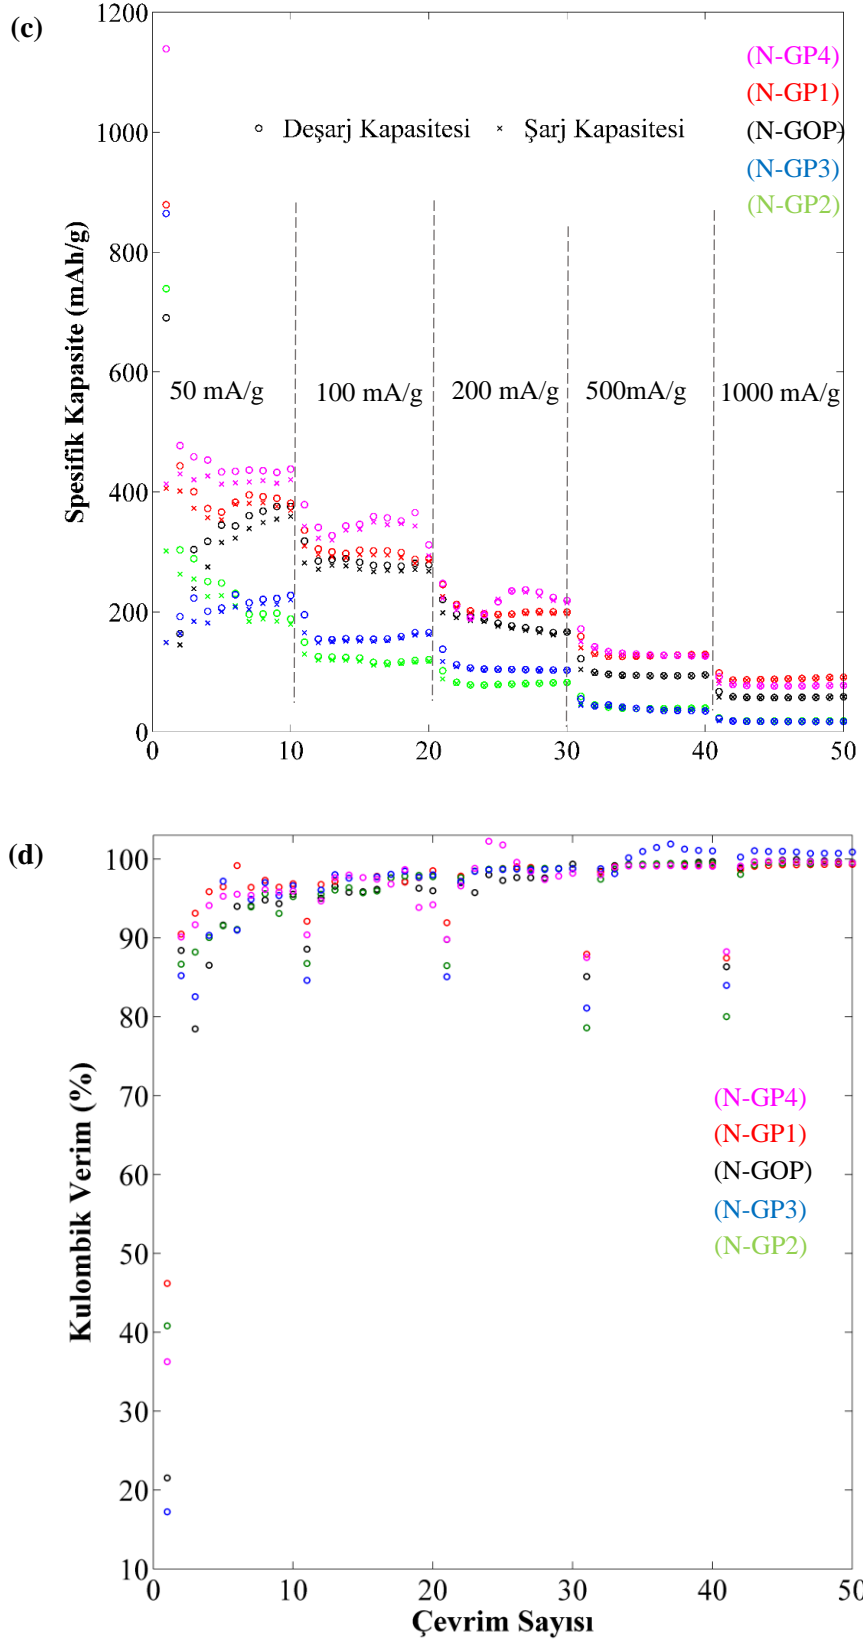 (c)
1200
1000
800
600
400
200
0
Spesifik Kapasite (mAh/g)
(N-GP4)
(N-GP1)
(N-GOP)
(N-GP3)
(N-GP2)
Deşarj Kapasitesi
Şarj Kapasitesi
50 mA/g
100 mA/g
200 mA/g
500mA/g
1000 mA/g
0
10
20
30
40
50
(d)
100
90
80
70
60
50
40
30
20
10
Kulombik Verim (%)
(N-GP4)
(N-GP1)
(N-GOP)
(N-GP3)
(N-GP2)
0
10
20
30
40
50
Çevrim Sayısı